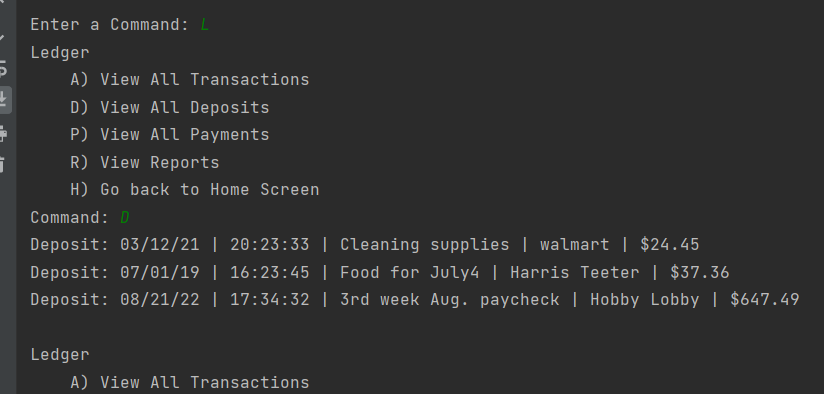 Enter a Command: L
Ledger
A) View All Transactions
D) View All Deposits
P) View All Payments
R) View Reports
H) Go back to Home Screen
Command: D
Deposit: 03/12/21 | 20:23:33 | Cleaning supplies | walmart | $24.45
Deposit: 07/01/19 | 16:23:45 | Food for July4 | Harris Teeter | $37.36
Deposit: 08/21/22 | 17:34:32 | 3rd week Aug. paycheck | Hobby Lobby | $647.49
Ledger
A) View All Transactions